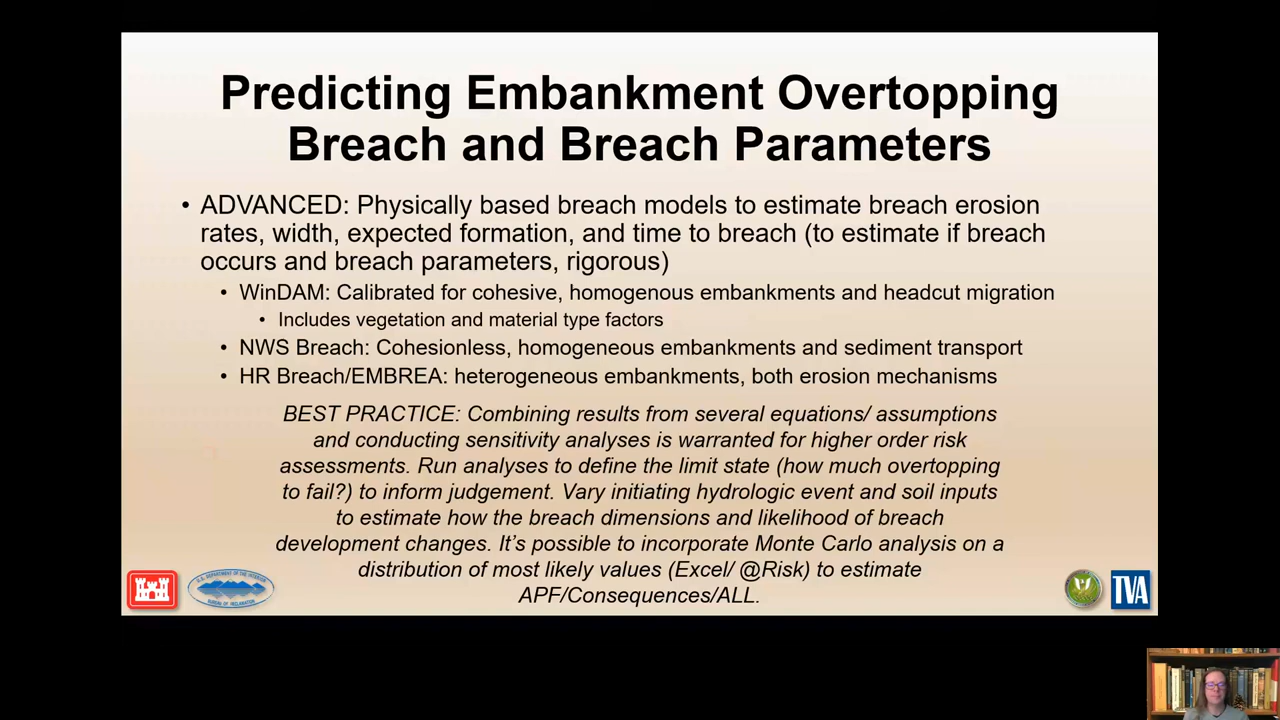 Predicting Embankment Overtopping
Breach and Breach Parameters
• ADVANCED: Physically based breach models to estimate breach erosion
rates, width, expected formation, and time to breach (to estimate if breach
occurs and breach parameters, rigorous)
• WinDAM: Calibrated for cohesive, homogenous embankments and headcut migration
• Includes vegetation and material type factors
• NWS Breach: Cohesionless, homogeneous embankments and sediment transport
• HR Breach/EMBREA: heterogeneous embankments, both erosion mechanisms
BEST PRACTICE: Combining results from several equations/ assumptions
and conducting sensitivity analyses is warranted for higher order risk
assessments. Run analyses to define the limit state (how much overtopping
to fail?) to inform judgement. Vary initiating hydrologic event and soil inputs
to estimate how the breach dimensions and likelihood of breach
development changes. It's possible to incorporate Monte Carlo analysis on a
distribution of most likely values (Excel/ @Risk) to estimate
APF/Consequences/ALL.
TVA